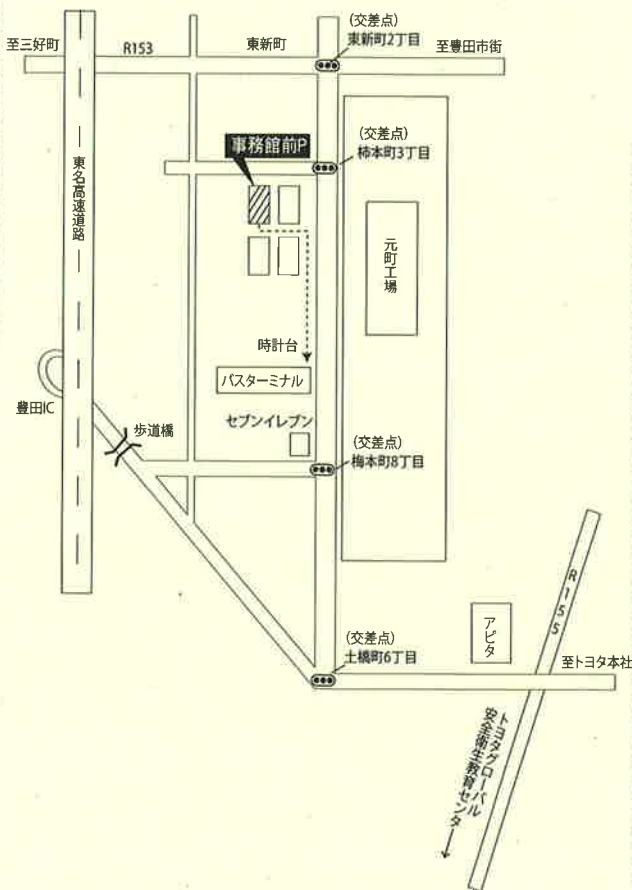 (交差点)
東新町2丁目
至三好町
R153
東新町
至豊田市街
事務館前P
(交差点)
柿本町3丁目
東名高速道路
元町工場
時計台
バスターミナル
豊田IC
歩道橋
セブンイレブン
(交差点)
梅本町8丁目
R155
アピタ
(交差点)
土橋町6丁目
至トヨタ本社
トヨタグローバル
安全衛生教育センター